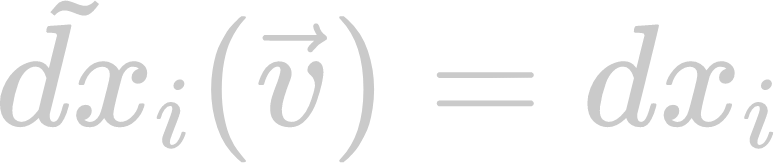 d̃x_i(v⃗) = dx_i